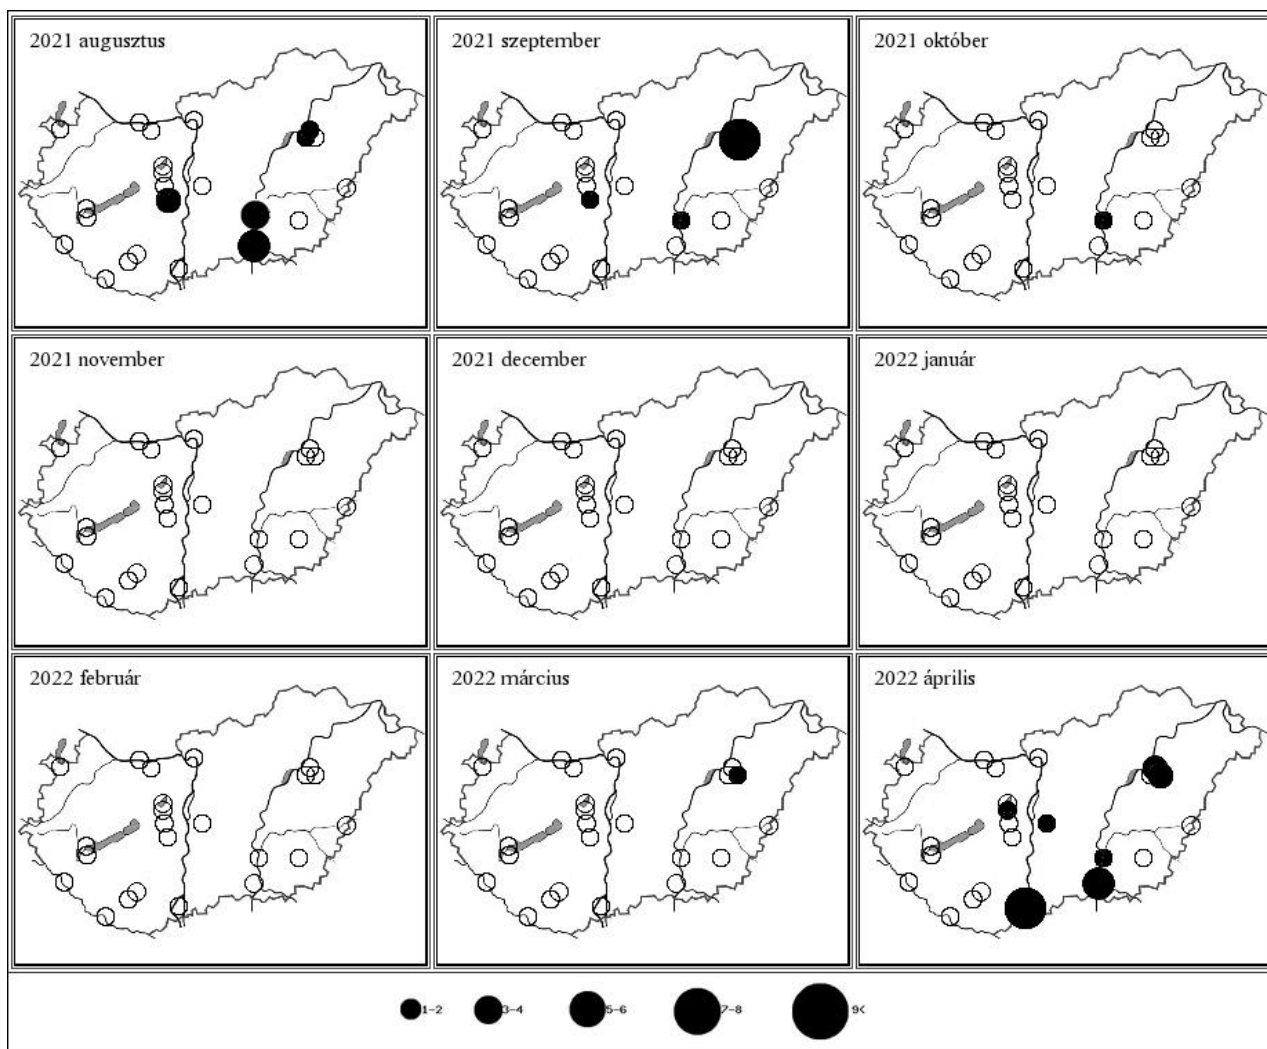 2021 augusztus
2021 szeptember
2021 október
2021 november
2021 december
2022 január
2022 február
2022 március
2022 április
1-2
3-4
5-6
7-8
9<